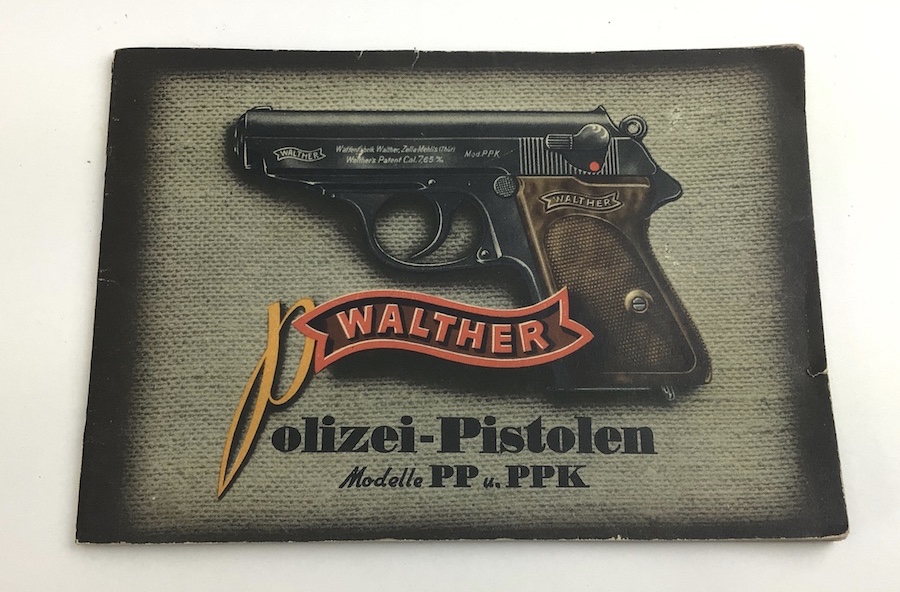 WALTHER
Waffenfabrik Walther, Zella-Mehlis (Thür)
Walther's Patent Cal. 7,65 m/m
Mod. PPK
WALTHER
WALTHER
Polizei-Pistolen
Modelle PP u. PPK